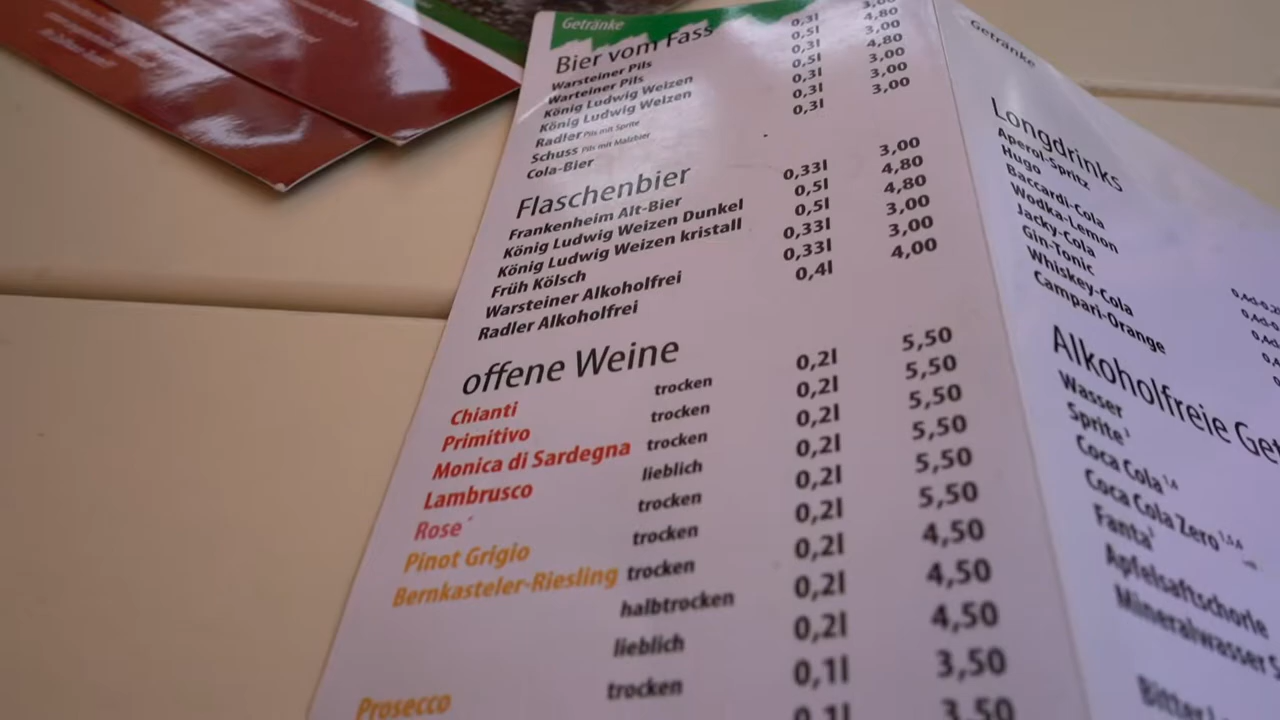 Getränke
Bier vom Fass
Warsteiner Pils 0,3l 3,00
Warteiner Pils 0,5l 4,80
König Ludwig Weizen 0,3l 3,00
König Ludwig Weizen 0,5l 4,80
Radler Pils mit Sprite 0,3l 3,00
Schuss Pils mit Malzbier 0,3l 3,00
Cola-Bier 0,3l 3,00
Flaschenbier
Frankenheim Alt-Bier 0,33l 3,00
König Ludwig Weizen Dunkel 0,5l 4,80
König Ludwig Weizen kristall 0,5l 4,80
Früh Kölsch 0,33l 3,00
Warsteiner Alkoholfrei 0,33l 3,00
Radler Alkoholfrei 0,4l 4,00
offene Weine
Chianti trocken 0,2l 5,50
Primitivo trocken 0,2l 5,50
Monica di Sardegna trocken 0,2l 5,50
Lambrusco lieblich 0,2l 5,50
Rose´ trocken 0,2l 5,50
Pinot Grigio trocken 0,2l 5,50
Bernkasteler-Riesling trocken 0,2l 4,50
halbtrocken 0,2l 4,50
lieblich 0,2l 4,50
Prosecco trocken 0,1l 3,50
0,1l 3,50
Getränke
Longdrinks
Aperol-Spritz
Hugo
Baccardi-Cola
Wodka-Lemon
Jacky-Cola
Gin-Tonic
Whiskey-Cola
Campari-Orange
Alkoholfreie Get
Wasser
Sprite
Coca Cola
Coca Cola Zero
Fanta
Apfelsaftschorle
Mineralwasser S
Bitter